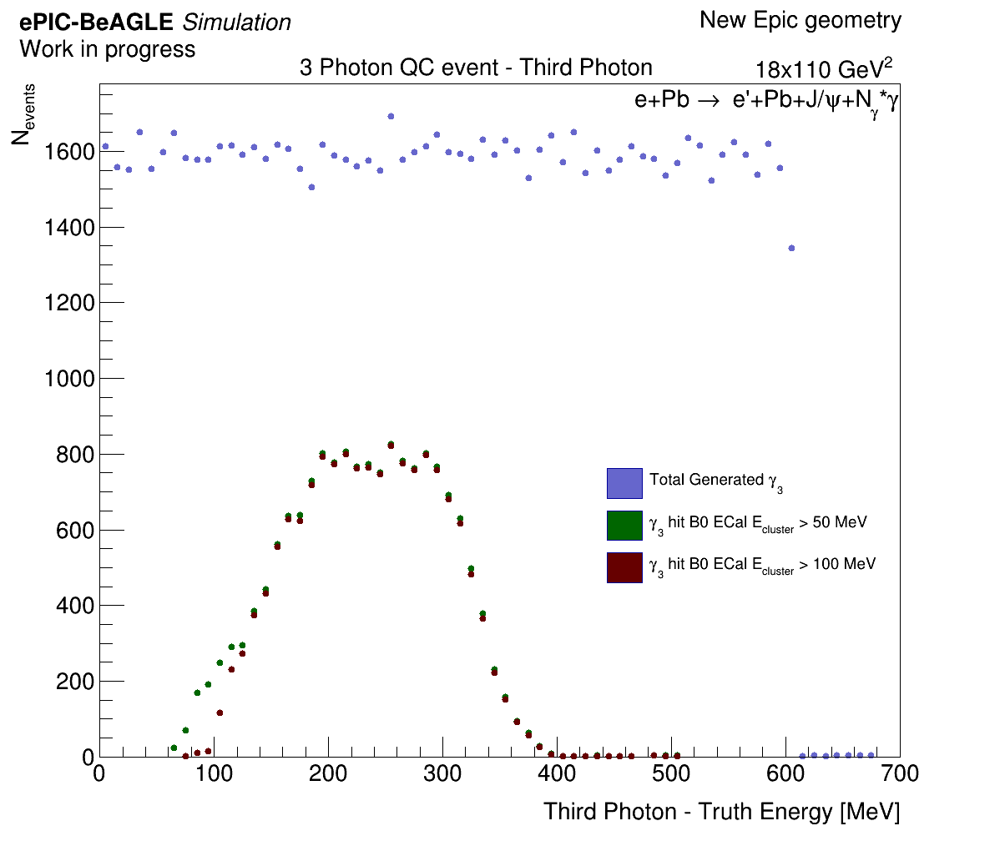 ePIC-BeAGLE Simulation
New Epic geometry
Work in progress
3 Photon QC event - Third Photon
18x110 GeV²
e+Pb → e'+Pb+J/ψ+N_γ*γ
N_events
1600
1400
1200
1000
800
600
400
200
0
Total Generated γ_3
γ_3 hit B0 ECal E_cluster > 50 MeV
γ_3 hit B0 ECal E_cluster > 100 MeV
0 100 200 300 400 500 600 700
Third Photon - Truth Energy [MeV]